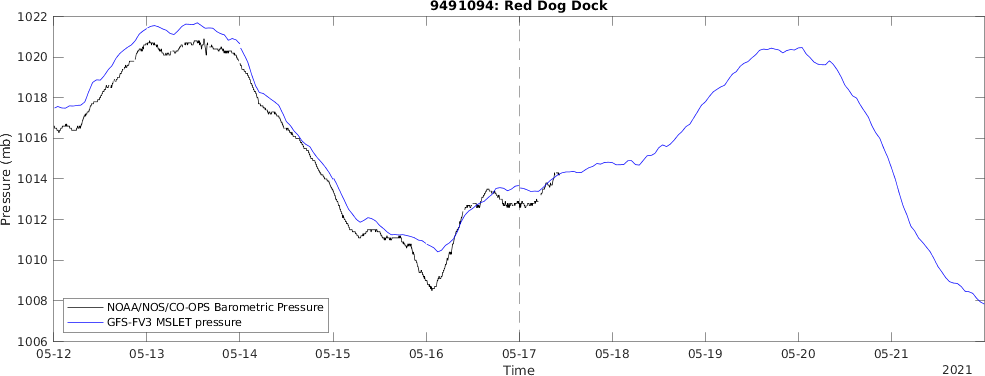 9491094: Red Dog Dock
Pressure (mb)
1022
1020
1018
1016
1014
1012
1010
1008
1006
NOAA/NOS/CO-OPS Barometric Pressure
GFS-FV3 MSLET pressure
05-12 05-13 05-14 05-15 05-16 05-17 05-18 05-19 05-20 05-21
Time
2021